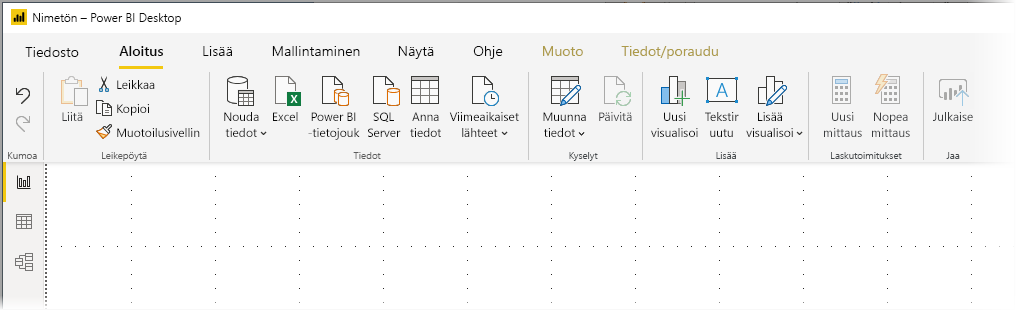 Nimetön – Power BI Desktop
Tiedosto Aloitus Lisää Mallintaminen Näytä Ohje Muoto Tiedot/poraudu
Liitä
Leikkaa
Kopioi
Muotoilusivellin
Nouda
tiedot
Excel
Power BI
-tietojouk
SQL
Server
Anna
tiedot
Viimeaikaiset
lähteet
Muunna
tiedot
Päivitä
Uusi
visualisoi
A
Tekstir
uutu
Lisää
visualisoi
Uusi
mittaus
Nopea
mittaus
Julkaise
Kumoa Leikepöytä Tiedot Kyselyt Lisää Laskutoimitukset Jaa